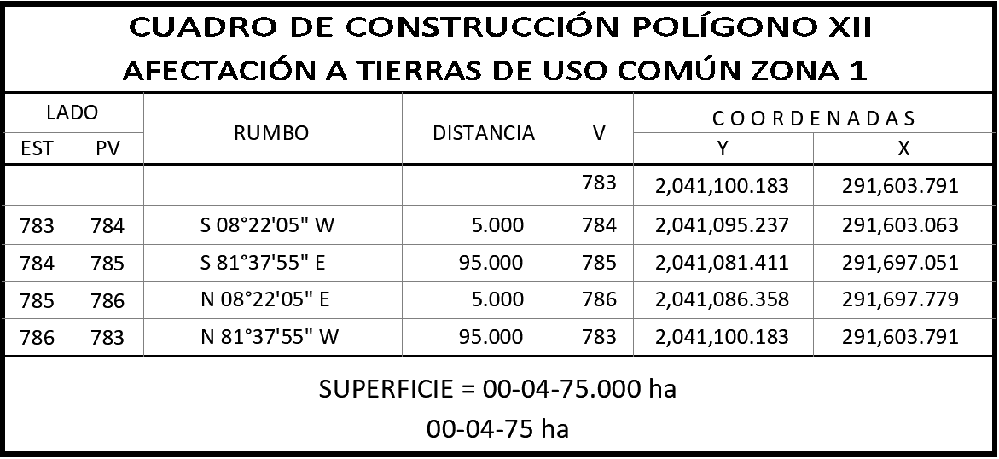 CUADRO DE CONSTRUCCIÓN POLÍGONO XII
AFECTACIÓN A TIERRAS DE USO COMÚN ZONA 1
LADO RUMBO DISTANCIA V COORDENADAS
EST PV Y X
783 2,041,100.183 291,603.791
783 784 S 08°22'05" W 5.000 784 2,041,095.237 291,603.063
784 785 S 81°37'55" E 95.000 785 2,041,081.411 291,697.051
785 786 N 08°22'05" E 5.000 786 2,041,086.358 291,697.779
786 783 N 81°37'55" W 95.000 783 2,041,100.183 291,603.791
SUPERFICIE = 00-04-75.000 ha
00-04-75 ha